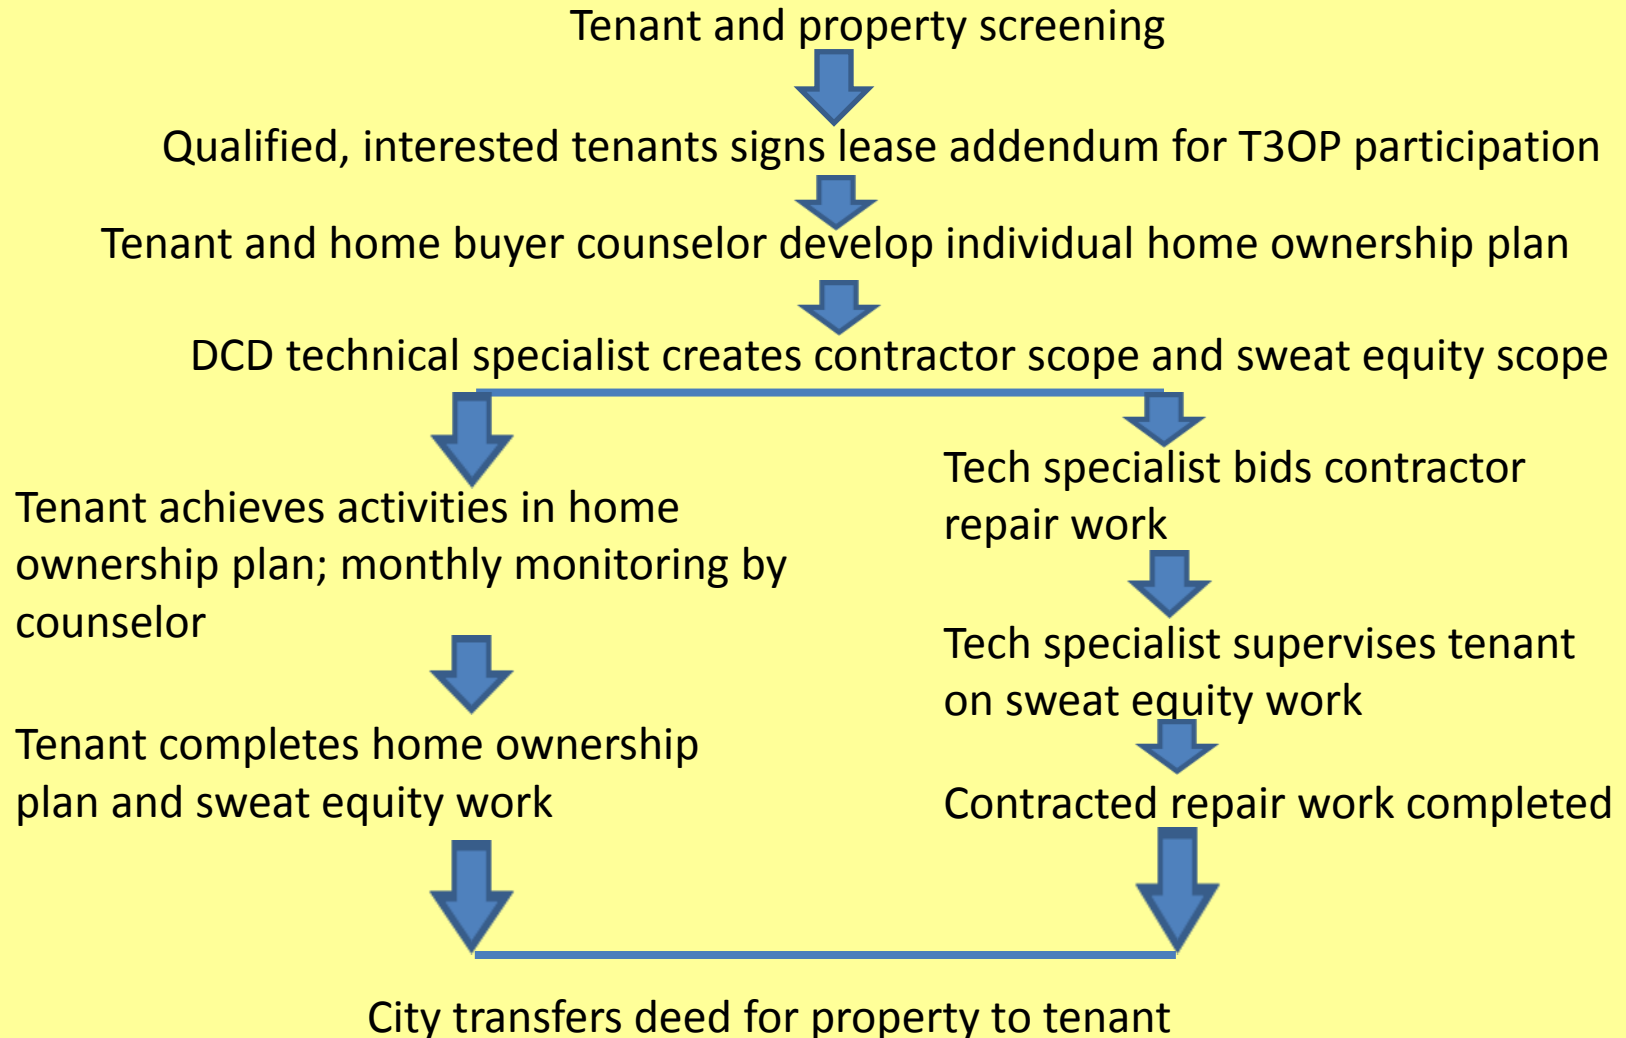 Tenant and property screening
Qualified, interested tenants signs lease addendum for T3OP participation
Tenant and home buyer counselor develop individual home ownership plan
DCD technical specialist creates contractor scope and sweat equity scope
Tenant achieves activities in home
ownership plan; monthly monitoring by
counselor
Tenant completes home ownership
plan and sweat equity work
Tech specialist bids contractor
repair work
Tech specialist supervises tenant
on sweat equity work
Contracted repair work completed
City transfers deed for property to tenant